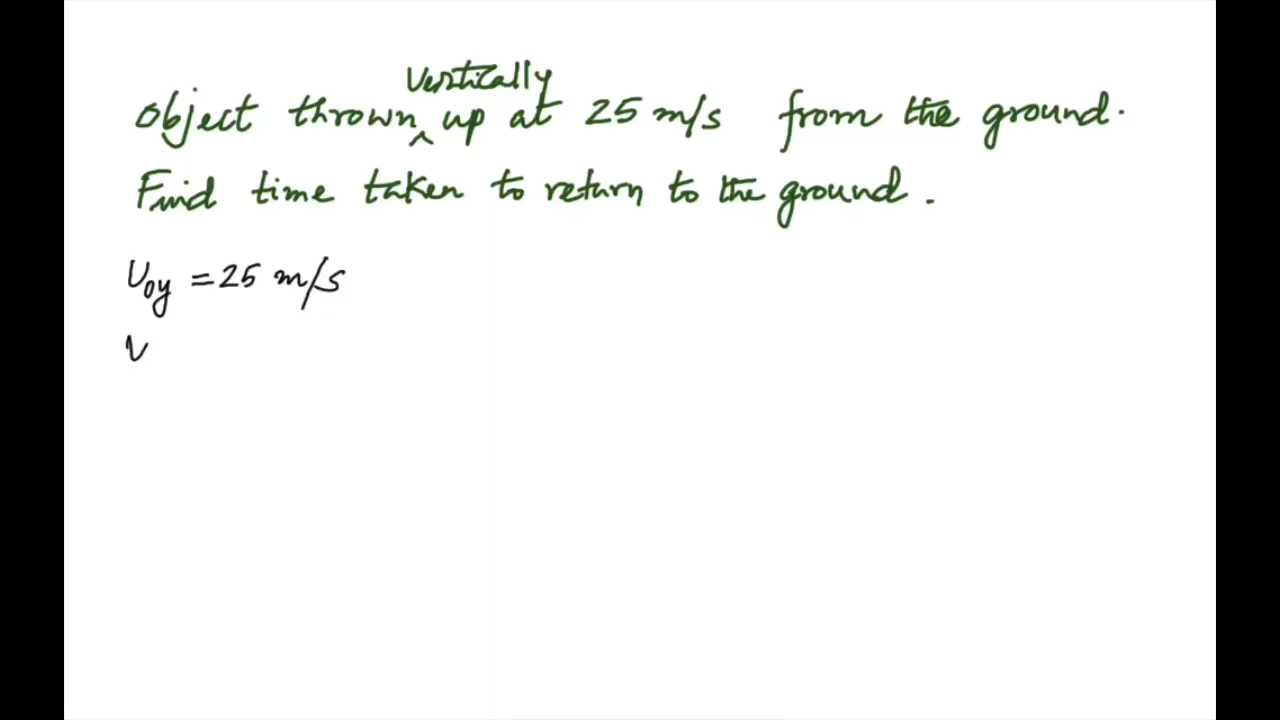 Object thrown vertically up at 25 m/s from the ground.
Find time taken to return to the ground.
v₀y = 25 m/s
v